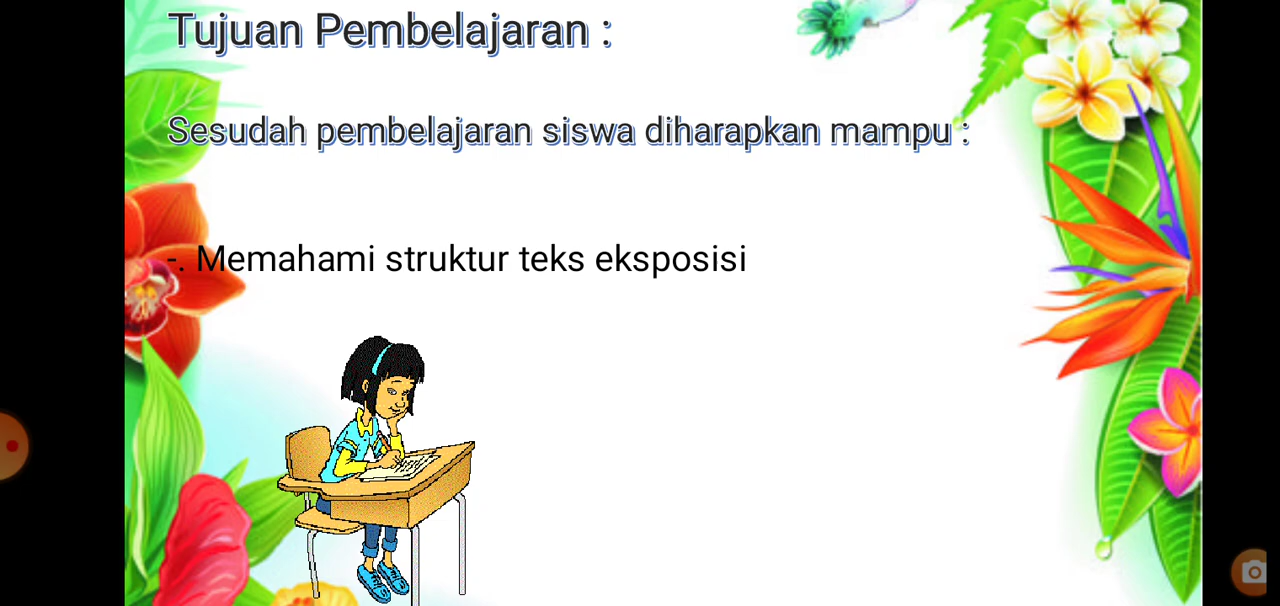 Tujuan Pembelajaran :
Sesudah pembelajaran siswa diharapkan mampu :
-. Memahami struktur teks eksposisi